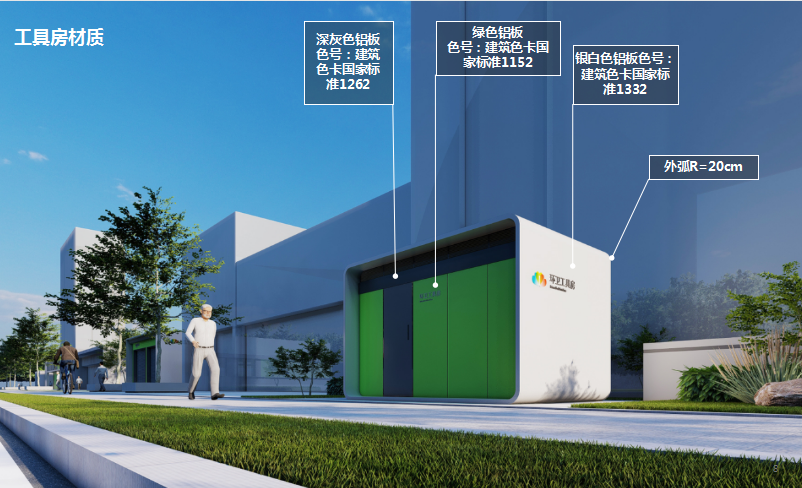 工具房材质
深灰色铝板
色号：建筑
色卡国家标
准1262
绿色铝板
色号：建筑色卡国
家标准1152
银白色铝板色号：
建筑色卡国家标
准1332
外弧R=20cm
环卫工具房
8